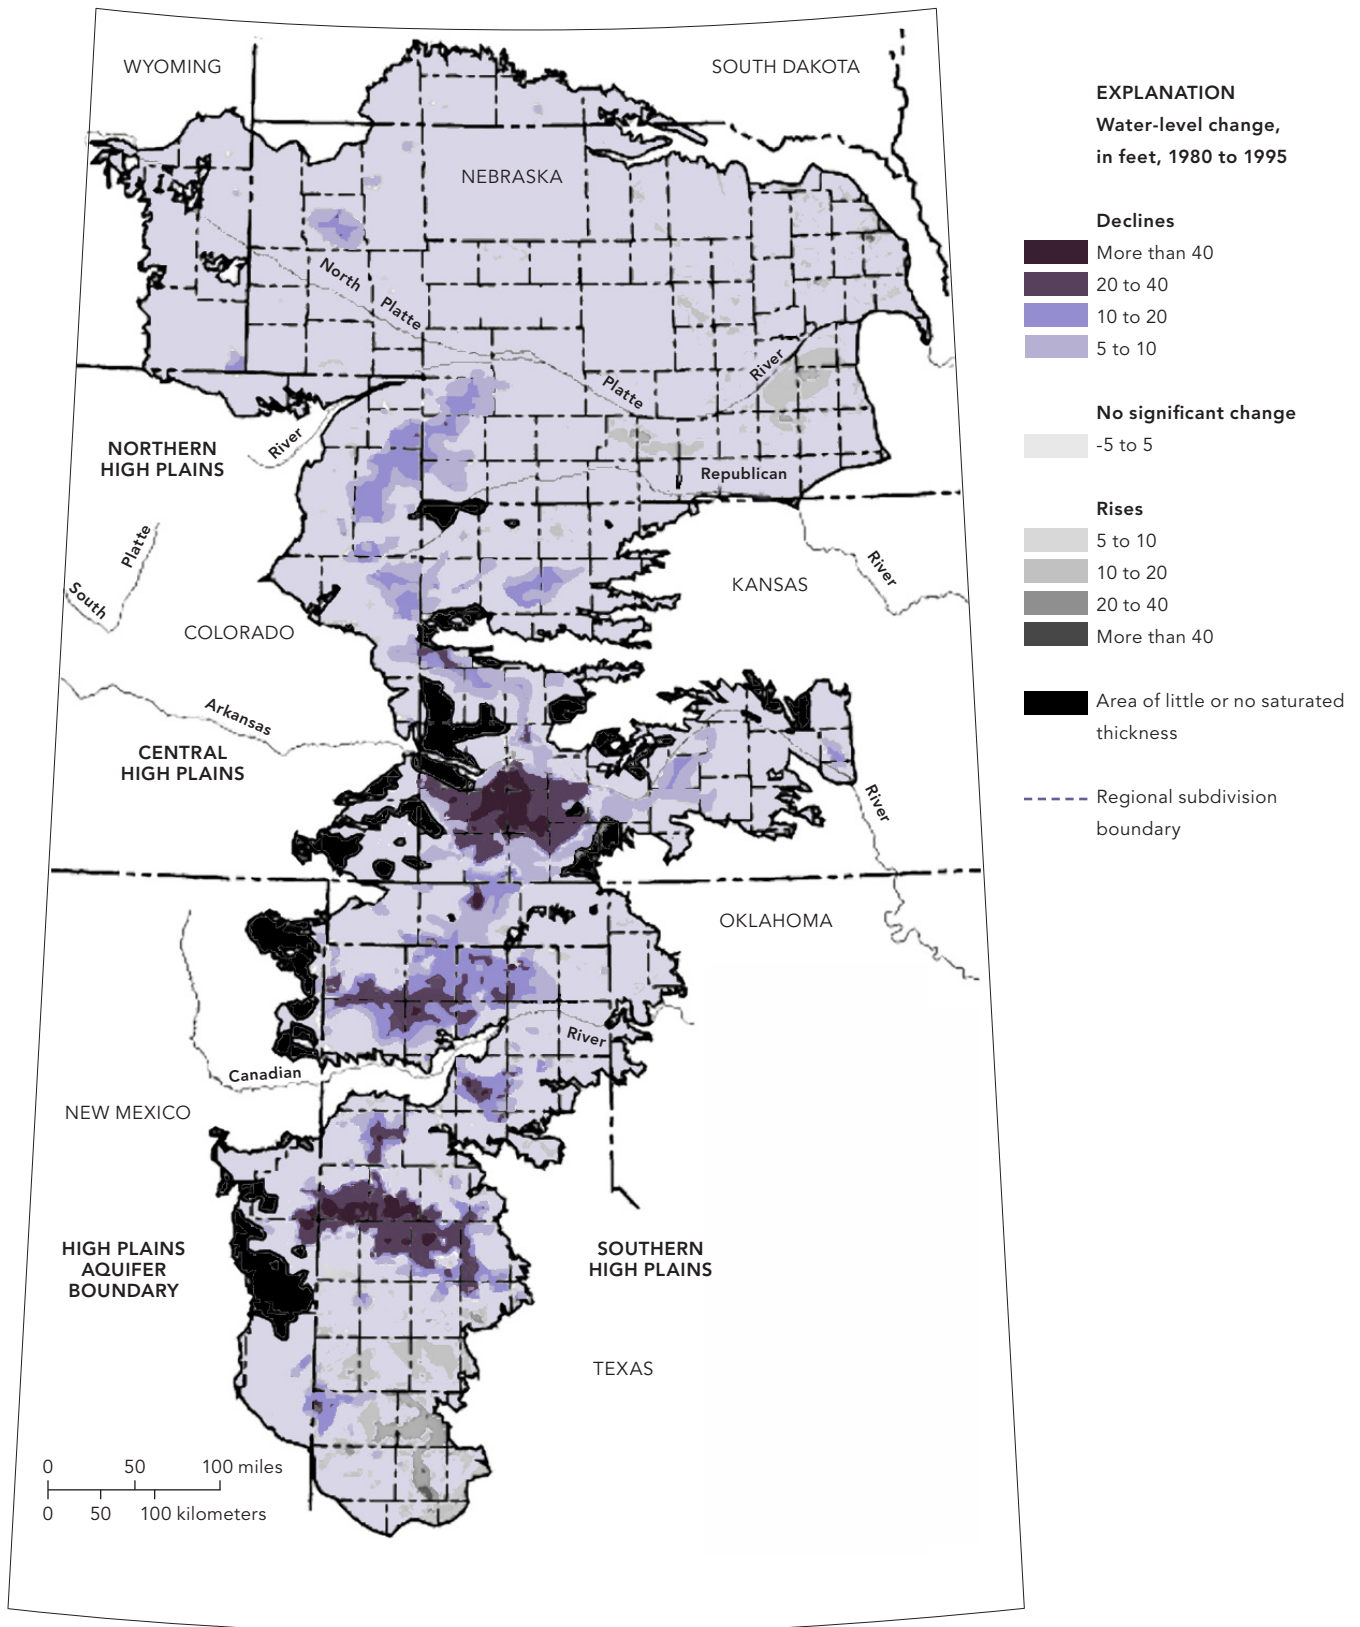 WYOMING
SOUTH DAKOTA
NEBRASKA
North
Platte
Platte
River
River
NORTHERN
HIGH PLAINS
Republican
River
Platte
South
KANSAS
COLORADO
Arkansas
CENTRAL
HIGH PLAINS
River
OKLAHOMA
River
Canadian
NEW MEXICO
HIGH PLAINS
AQUIFER
BOUNDARY
SOUTHERN
HIGH PLAINS
TEXAS
0 50 100 miles
0 50 100 kilometers
EXPLANATION
Water-level change,
in feet, 1980 to 1995
Declines
More than 40
20 to 40
10 to 20
5 to 10
No significant change
-5 to 5
Rises
5 to 10
10 to 20
20 to 40
More than 40
Area of little or no saturated
thickness
Regional subdivision
boundary